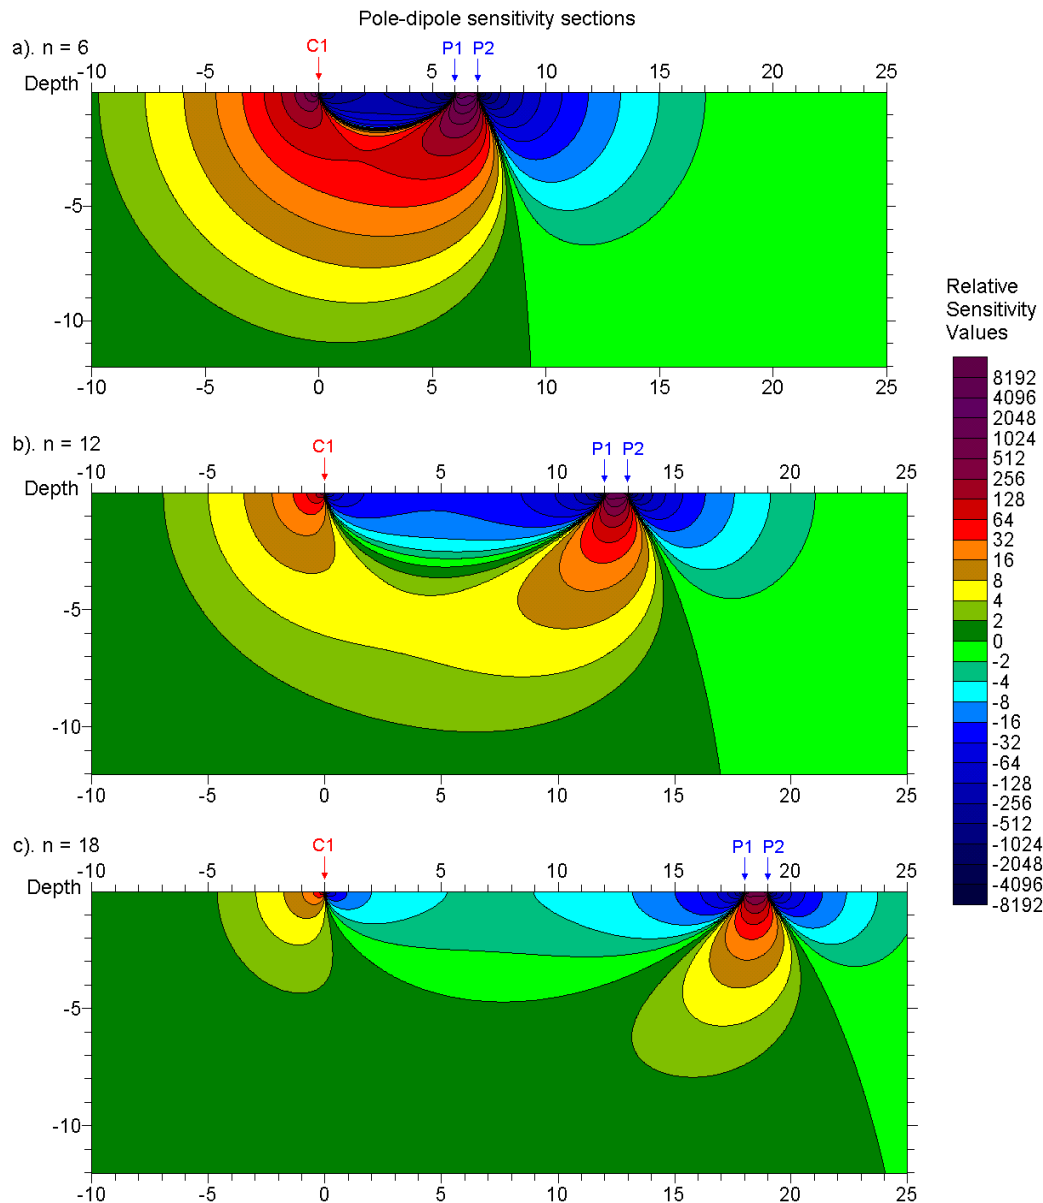 Pole-dipole sensitivity sections
a). n = 6
C1 P1 P2
-10 -5 5 10 15 20 25
Depth
-5
-10
-10 -5 0 5 10 15 20 25
b). n = 12
C1 P1 P2
-10 -5 0 5 10 15 20 25
Depth
-5
-10
-10 -5 0 5 10 15 20 25
c). n = 18
C1 P1 P2
-5 0 5 10 15 20 25
Depth
-5
-10
-10 -5 0 5 10 15 20 25
Relative
Sensitivity
Values
8192
4096
2048
1024
512
256
128
64
32
16
8
4
2
0
-2
-4
-8
-16
-32
-64
-128
-256
-512
-1024
-2048
-4096
-8192